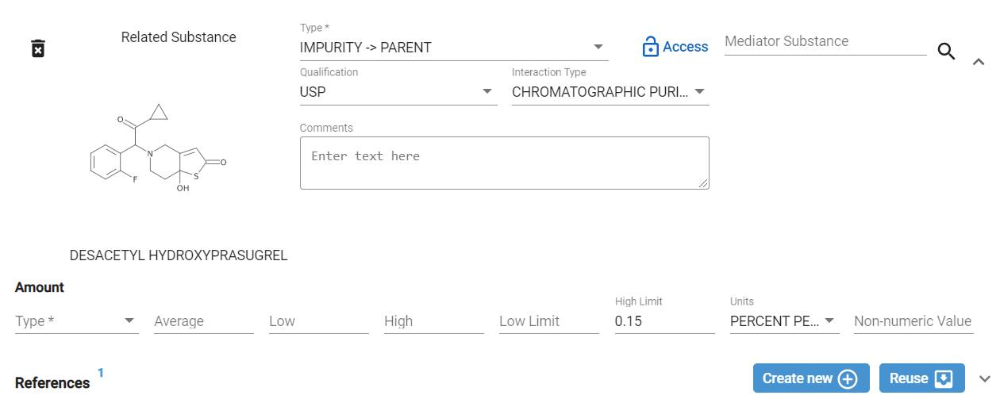 Related Substance
Type *
IMPURITY -> PARENT
Access
Mediator Substance
Qualification
USP
Interaction Type
CHROMATOGRAPHIC PURI...
Comments
Enter text here
O
N
F
O
S
OH
DESACETYL HYDROXYPRASUGREL
Amount
Type *
Average
Low
High
Low Limit
High Limit
0.15
Units
PERCENT PE...
Non-numeric Value
References 1
Create new
Reuse